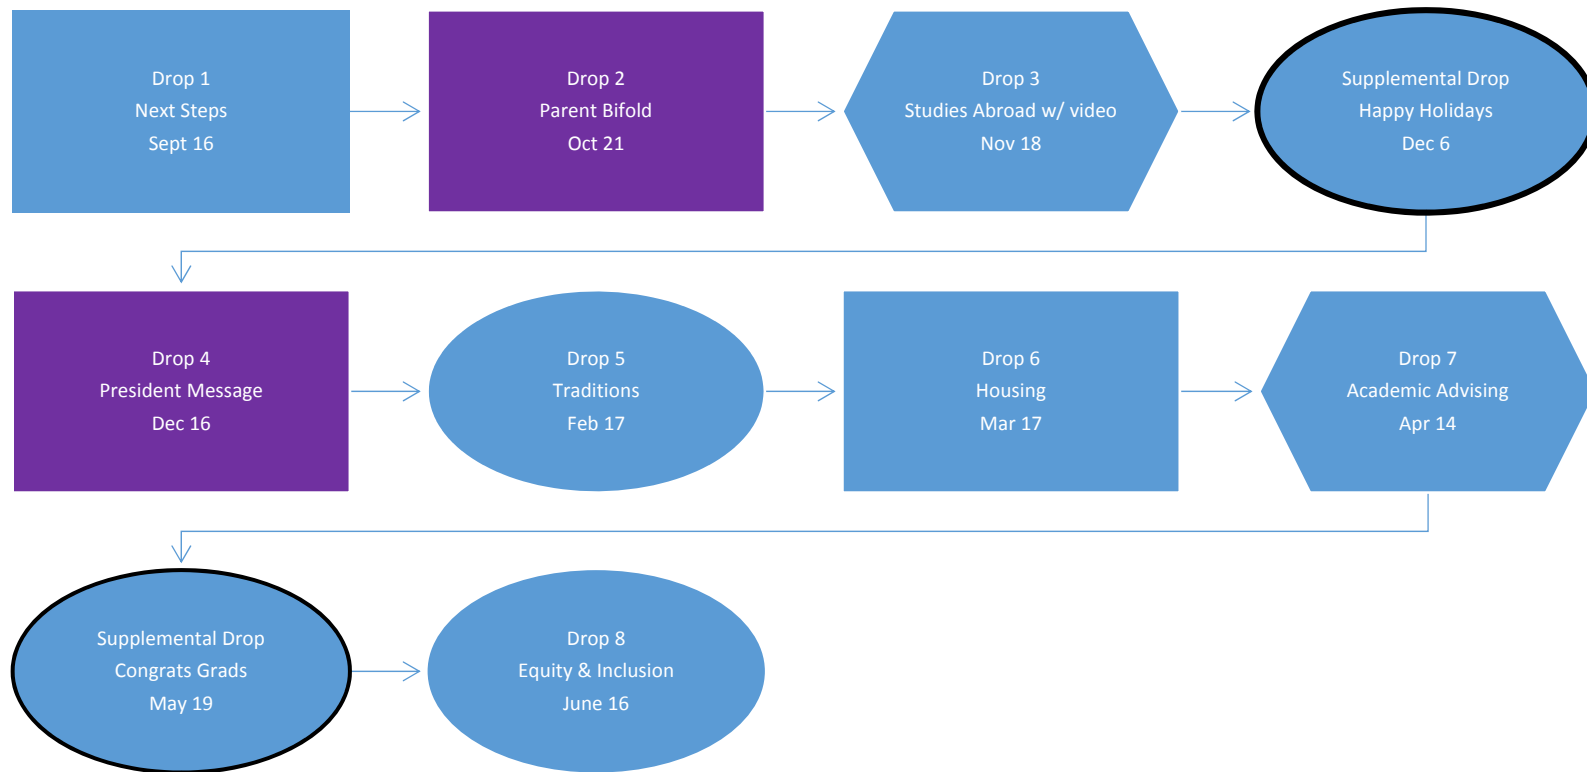 Drop 1
Next Steps
Sept 16
Drop 2
Parent Bifold
Oct 21
Drop 3
Studies Abroad w/ video
Nov 18
Supplemental Drop
Happy Holidays
Dec 6
Drop 4
President Message
Dec 16
Drop 5
Traditions
Feb 17
Drop 6
Housing
Mar 17
Drop 7
Academic Advising
Apr 14
Supplemental Drop
Congrats Grads
May 19
Drop 8
Equity & Inclusion
June 16